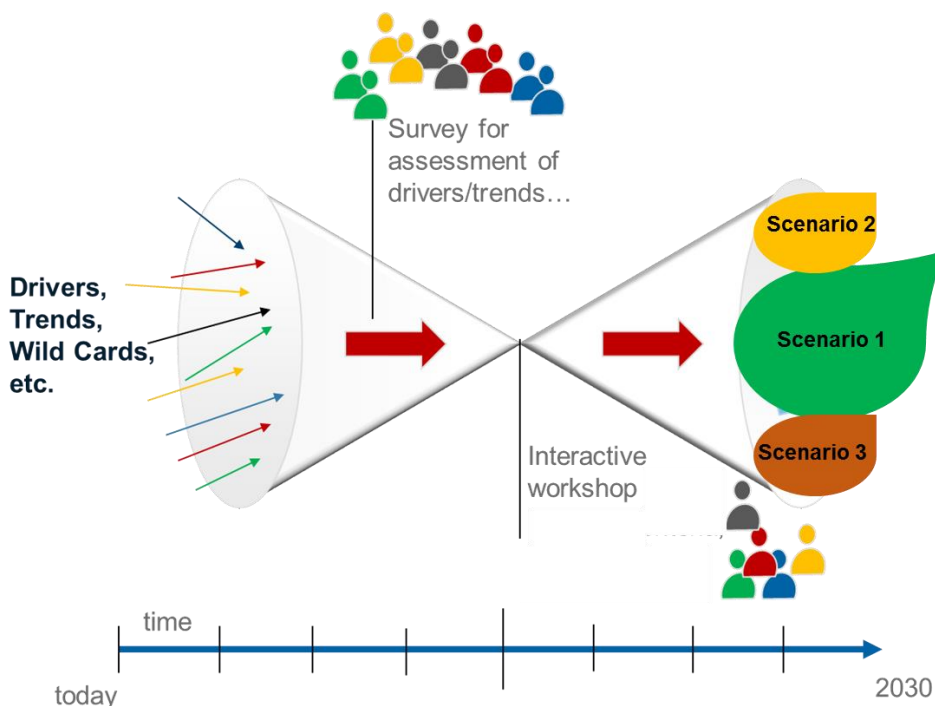 Survey for
assessment of
drivers/trends…
Drivers,
Trends,
Wild Cards,
etc.
Scenario 2
Scenario 1
Scenario 3
Interactive
workshop
time
today
2030